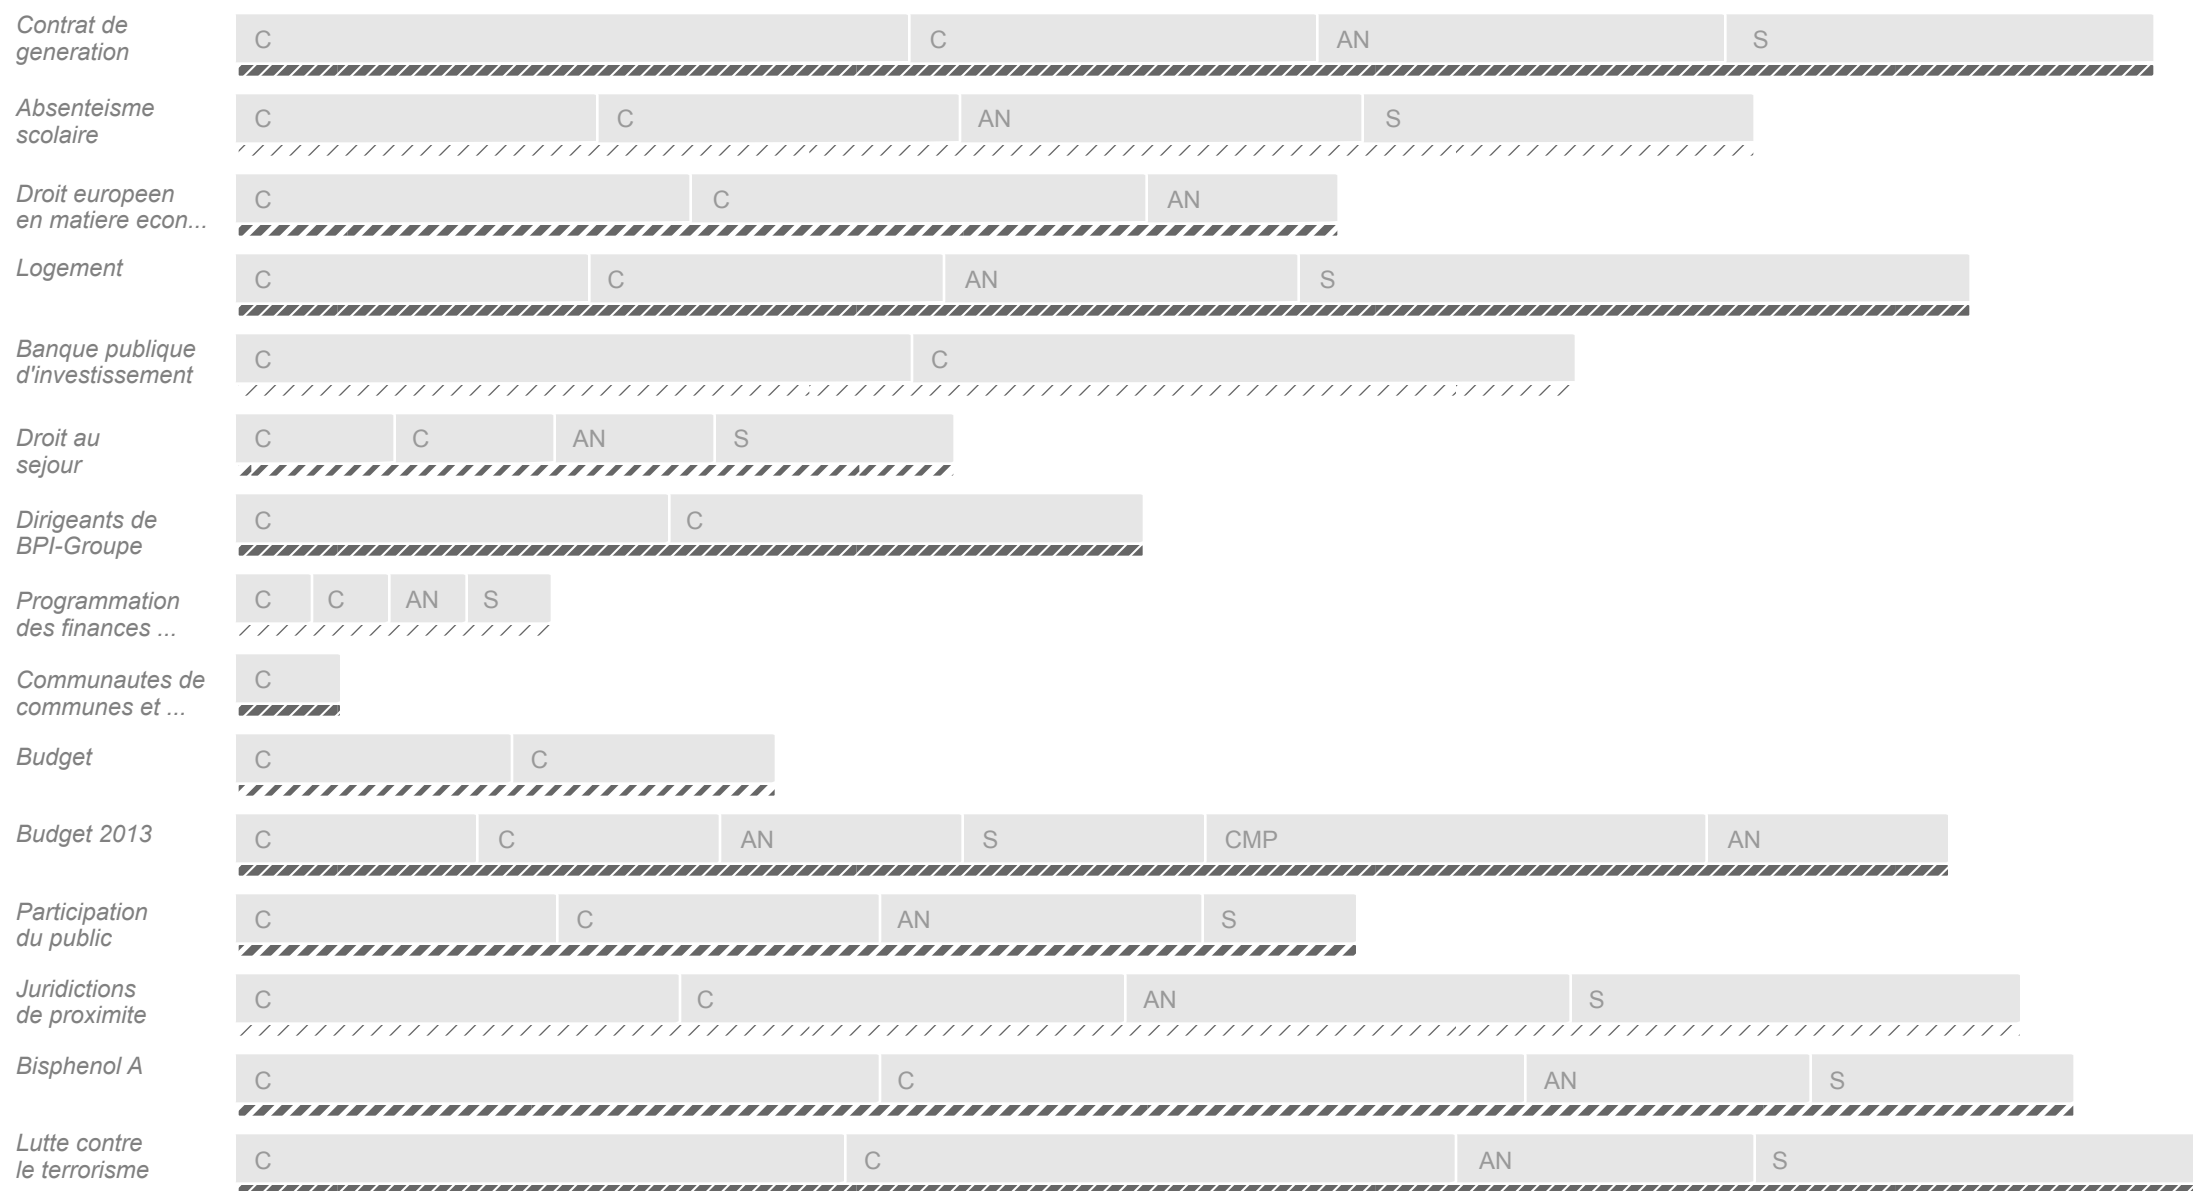 Contrat de
generation
C C AN S
Absenteisme
scolaire
C C AN S
Droit europeen
en matiere econ...
C C AN
Logement
C C AN S
Banque publique
d'investissement
C C
Droit au
sejour
C C AN S
Dirigeants de
BPI-Groupe
C C
Programmation
des finances ...
C C AN S
Communautes de
communes et ...
C
Budget
C C
Budget 2013
C C AN S CMP AN
Participation
du public
C C AN S
Juridictions
de proximite
C C AN S
Bisphenol A
C C AN S
Lutte contre
le terrorisme
C C AN S